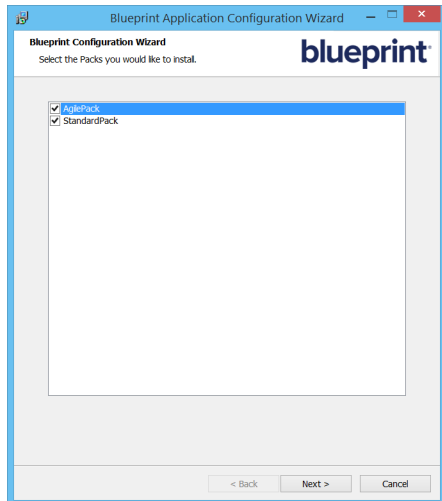 Blueprint Application Configuration Wizard
Blueprint Configuration Wizard
Select the Packs you would like to install.
blueprint
AgilePack
StandardPack
< Back
Next >
Cancel